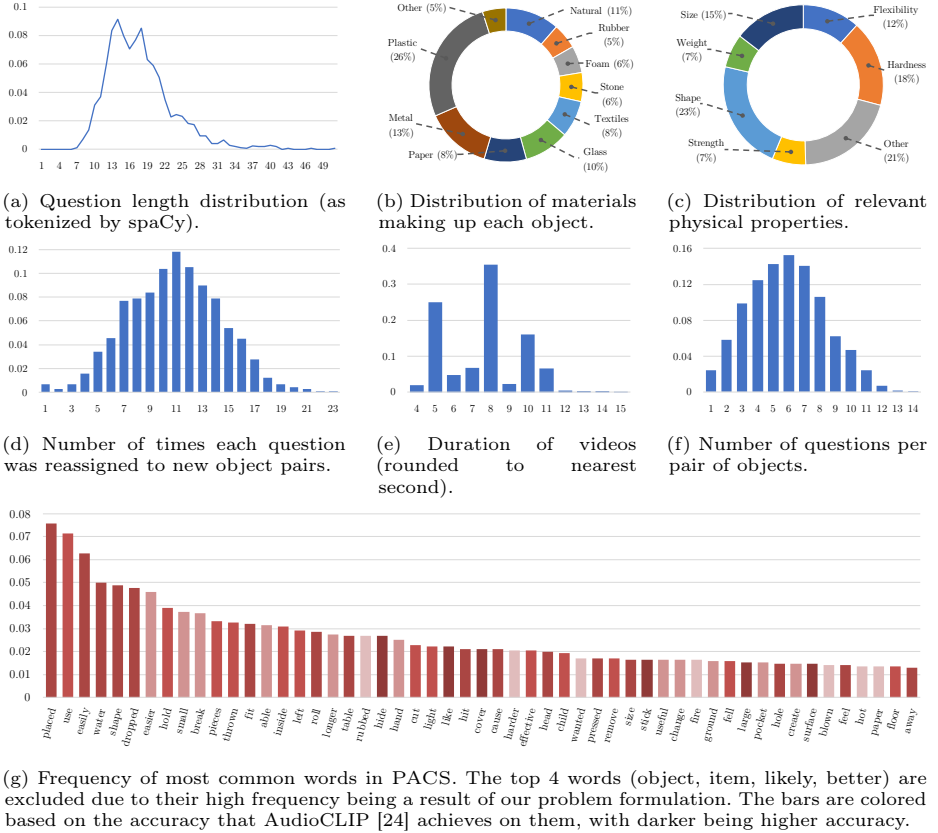 0.1
0.08
0.06
0.04
0.02
0
1 4 7 10 13 16 19 22 25 28 31 34 37 40 43 46 49
(a) Question length distribution (as
tokenized by spaCy).
Other (5%)
Natural (11%)
Rubber
(5%)
Foam (6%)
Stone
(6%)
Textiles
(8%)
Glass
(10%)
Paper (8%)
Metal
(13%)
Plastic
(26%)
(b) Distribution of materials
making up each object.
Size (15%)
Flexibility
(12%)
Hardness
(18%)
Other
(21%)
Strength
(7%)
Shape
(23%)
Weight
(7%)
(c) Distribution of relevant
physical properties.
0.12
0.1
0.08
0.06
0.04
0.02
0
1 3 5 7 9 11 13 15 17 19 21 23
(d) Number of times each question
was reassigned to new object pairs.
0.4
0.3
0.2
0.1
0
4 5 6 7 8 9 10 11 12 13 14 15
(e) Duration of videos
(rounded to nearest
second).
0.16
0.12
0.08
0.04
0
1 2 3 4 5 6 7 8 9 10 11 12 13 14
(f) Number of questions per
pair of objects.
0.08
0.07
0.06
0.05
0.04
0.03
0.02
0.01
0
placed use easily water shape dropped easier hold small break pieces thrown fit able inside left roll longer table rubbed hide hand cut light like hit cover cause harder effective head child wanted pressed remove size sick useful change fire ground fell large pocket hole create surface blown feel hot paper floor away
(g) Frequency of most common words in PACS. The top 4 words (object, item, likely, better) are
excluded due to their high frequency being a result of our problem formulation. The bars are colored
based on the accuracy that AudioCLIP [24] achieves on them, with darker being higher accuracy.